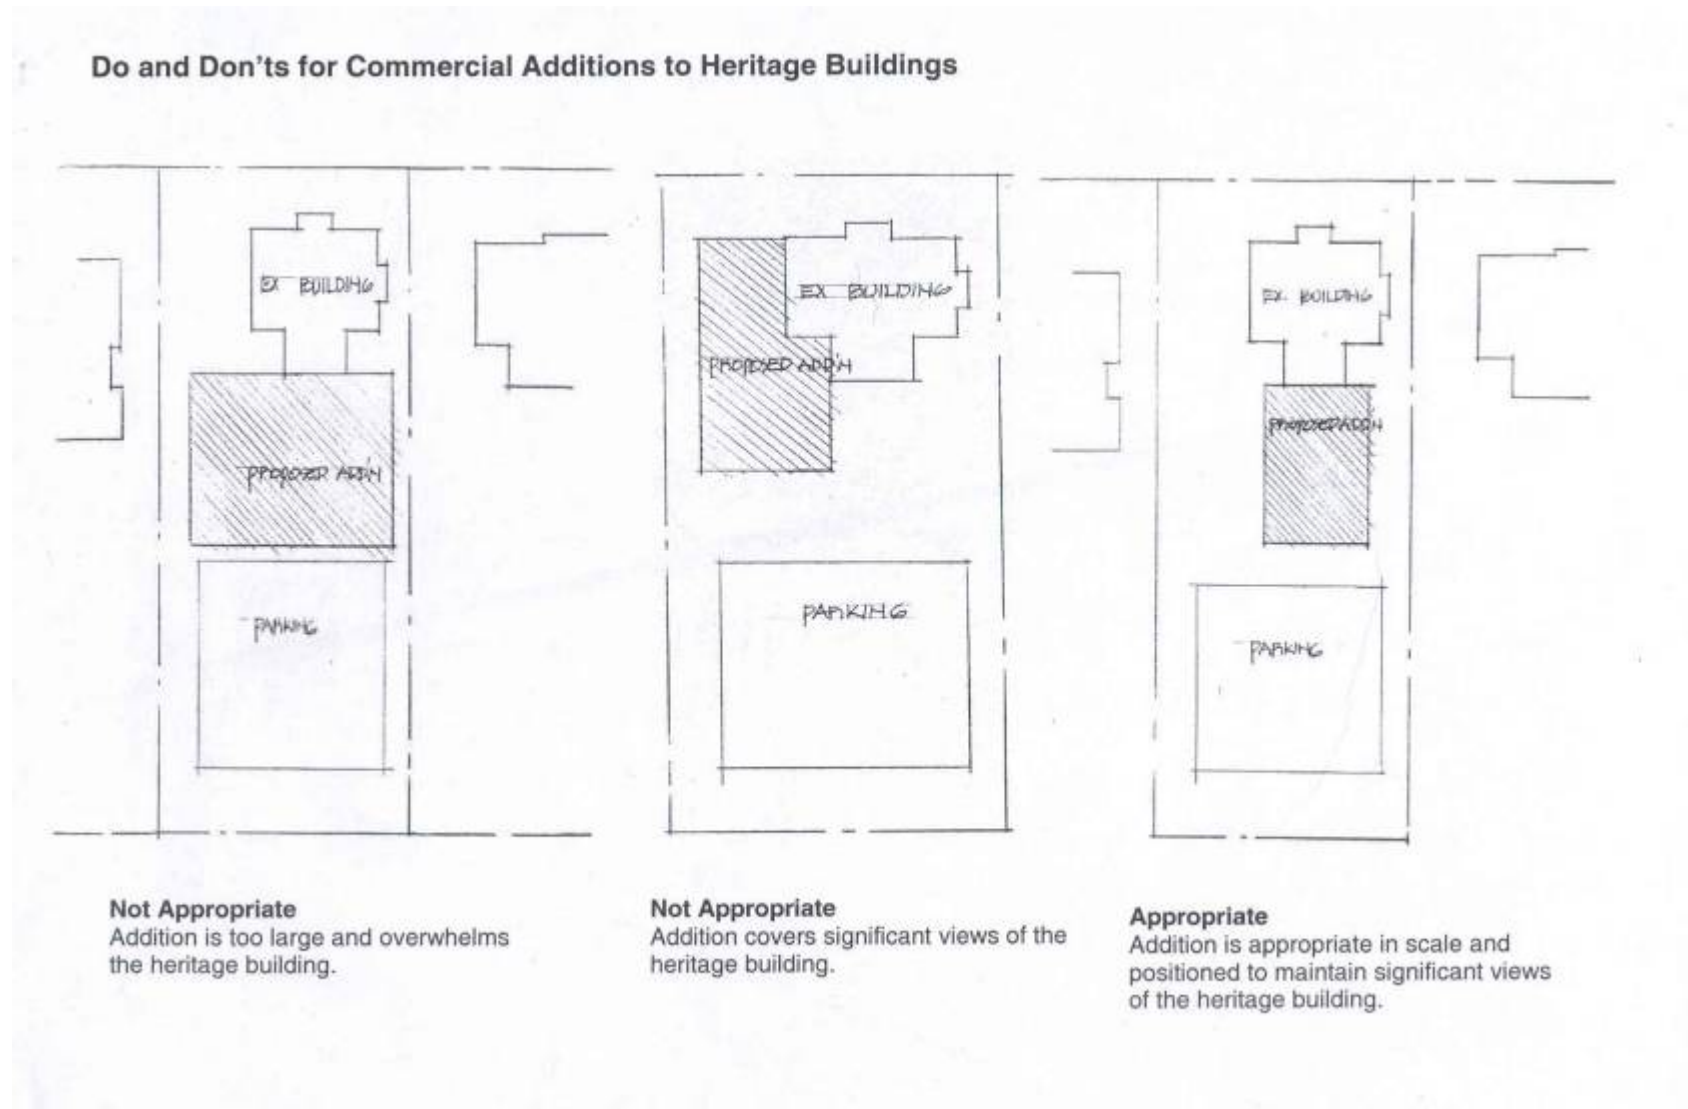 Do and Don'ts for Commercial Additions to Heritage Buildings
EX BUILDING
PROPOSED ADD'N
PARKING
EX BUILDING
PROPOSED ADD'N
PARKING
EX. BUILDING
PROPOSED ADD'N
PARKING
Not Appropriate
Addition is too large and overwhelms
the heritage building.
Not Appropriate
Addition covers significant views of the
heritage building.
Appropriate
Addition is appropriate in scale and
positioned to maintain significant views
of the heritage building.